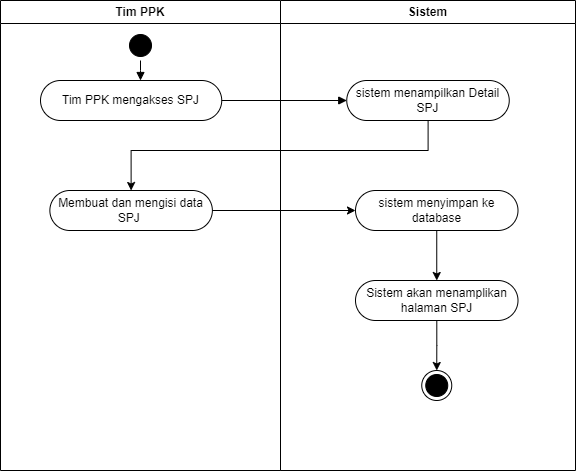 Tim PPK
Sistem
Tim PPK mengakses SPJ
sistem menampilkan Detail
SPJ
Membuat dan mengisi data
SPJ
sistem menyimpan ke
database
Sistem akan menamplikan
halaman SPJ